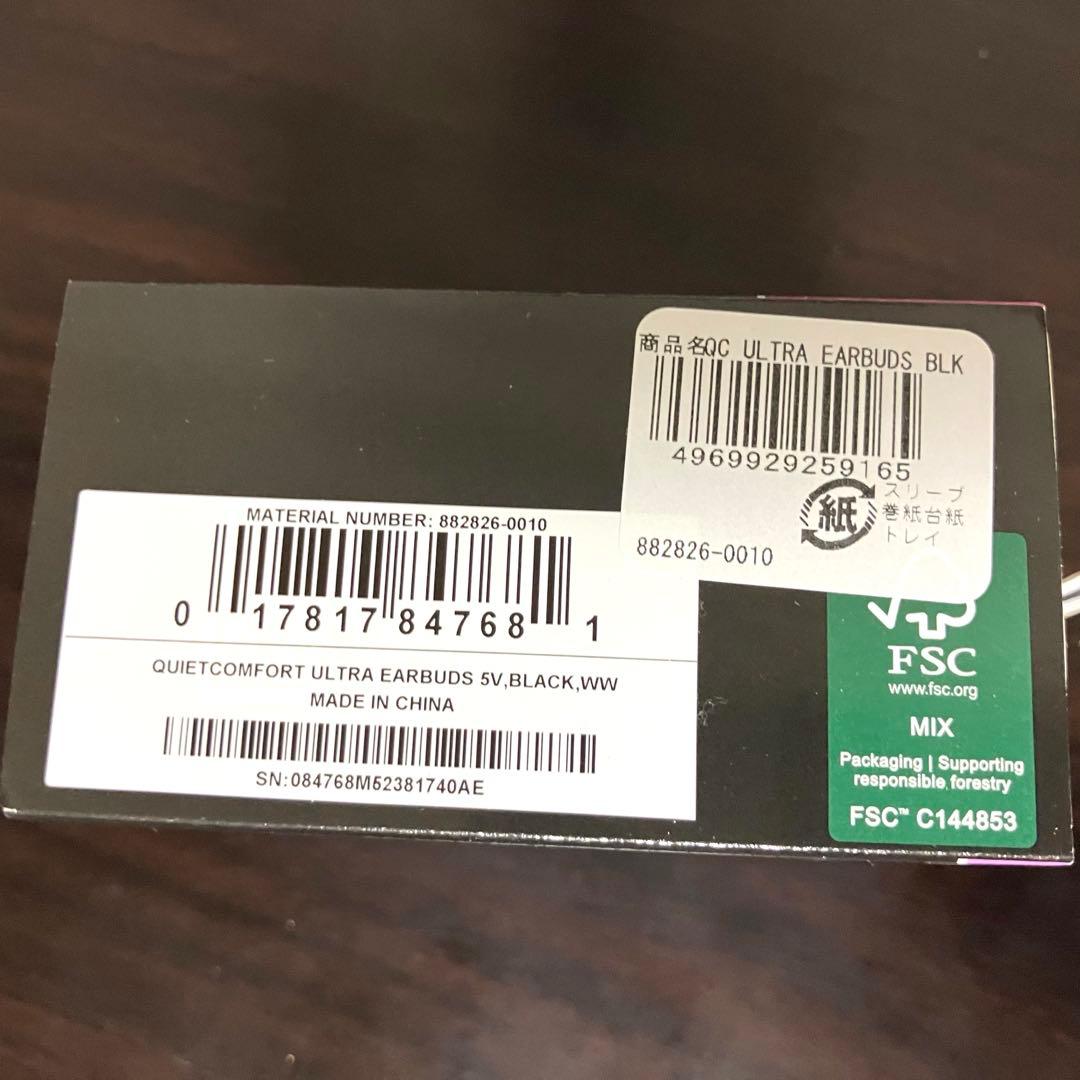 商品名QC ULTRA EARBUDS BLK
4969929259165
紙
スリーブ
巻紙台紙
トレイ
882826-0010
MATERIAL NUMBER: 882826-0010
0 17817 84768 1
QUIETCOMFORT ULTRA EARBUDS 5V,BLACK,WW
MADE IN CHINA
SN:084768M52381740AE
FSC
www.fsc.org
MIX
Packaging | Supporting
responsible forestry
FSC™ C144853